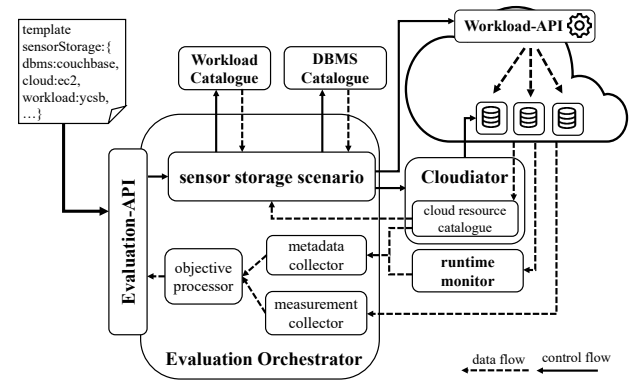 template
sensorStorage:{
dbms:couchbase,
cloud:ec2,
workload:ycsb,
...}
Workload
Catalogue
DBMS
Catalogue
Workload-API
Evaluation-API
sensor storage scenario
Cloudiator
cloud resource
catalogue
metadata
collector
objective
processor
runtime
monitor
measurement
collector
Evaluation Orchestrator
data flow
control flow